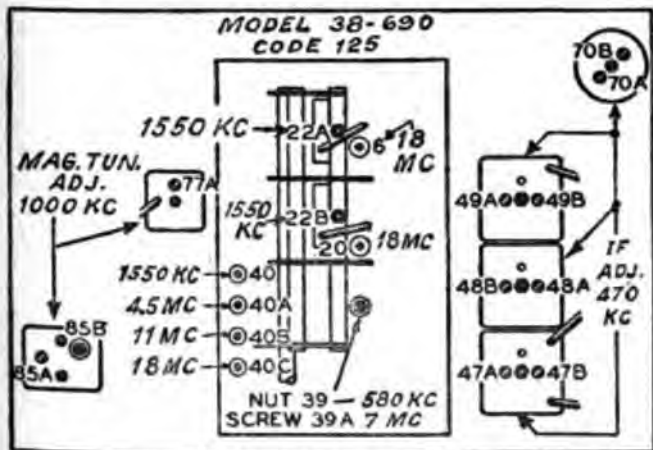 MODEL 38-690
CODE 125
70B
70A
1550 KC
22A
6
18
MC
MAG. TUN.
ADJ.
1000 KC
77A
49A
49B
1550
KC
22B
20
18 MC
IF
ADJ.
470
KC
1550 KC
40
4.5 MC
40A
48B
48A
11 MC
40B
85B
85A
18 MC
40C
47A
47B
NUT 39 — 580 KC
SCREW 39A 7 MC